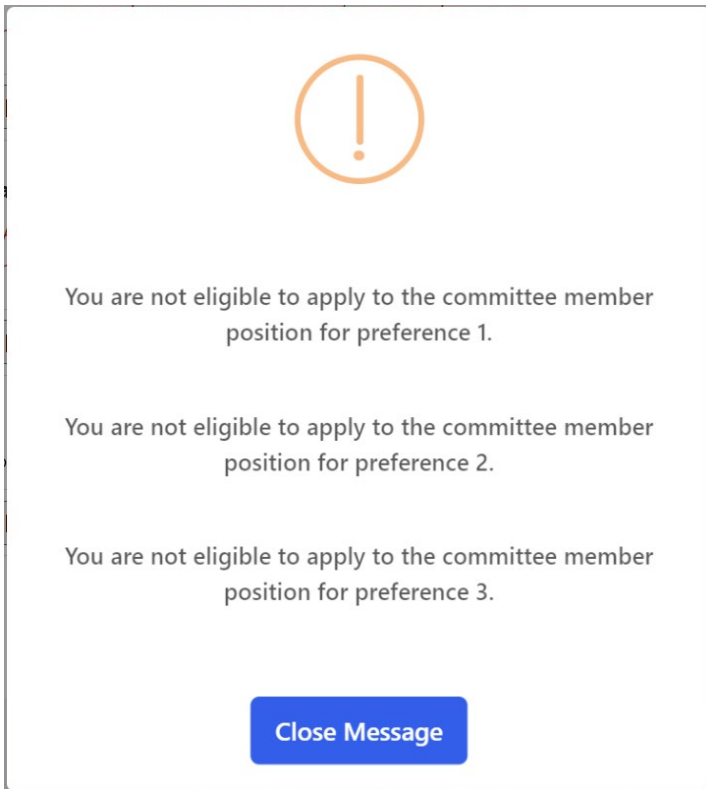 You are not eligible to apply to the committee member
position for preference 1.
You are not eligible to apply to the committee member
position for preference 2.
You are not eligible to apply to the committee member
position for preference 3.
Close Message